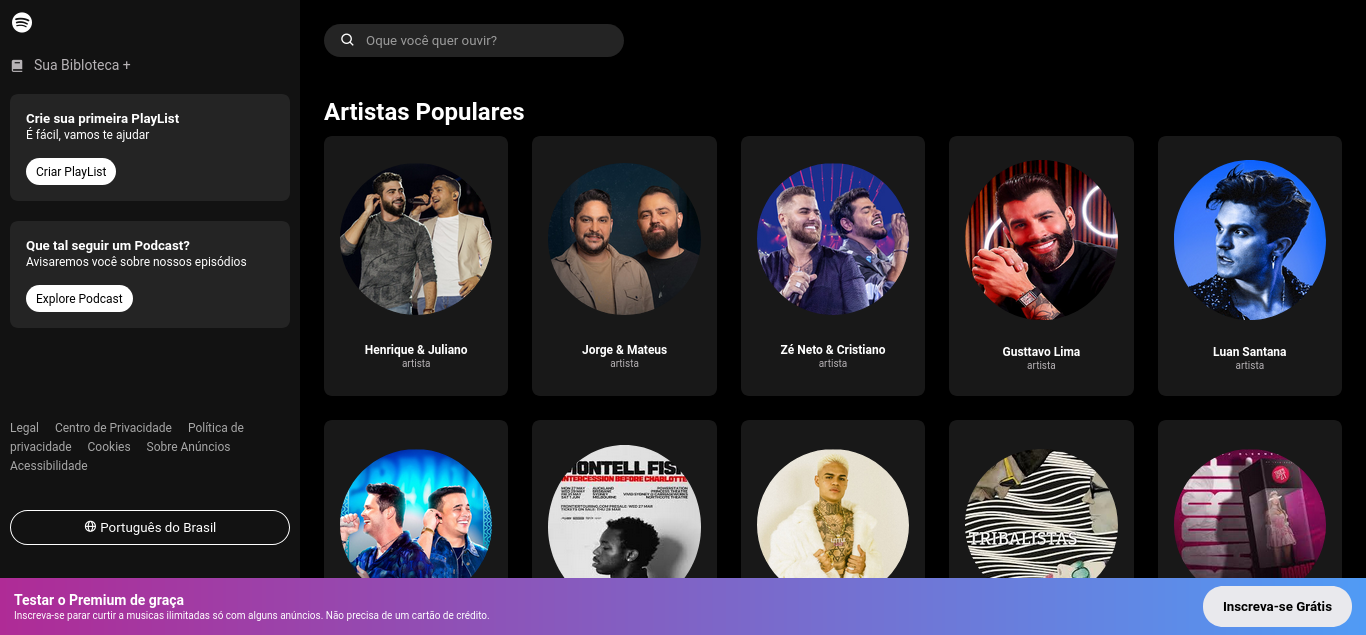 Sua Biblioteca +
Crie sua primeira PlayList
É fácil, vamos te ajudar
Criar PlayList
Que tal seguir um Podcast?
Avisaremos você sobre nossos episódios
Explore Podcast
Legal Centro de Privacidade Política de
privacidade Cookies Sobre Anúncios
Acessibilidade
Português do Brasil
Oque você quer ouvir?
Artistas Populares
Henrique & Juliano
artista
Jorge & Mateus
artista
Zé Neto & Cristiano
artista
Gusttavo Lima
artista
Luan Santana
artista
INTERCESSION BEFORE CHARLOTTE
TRIBALISTAS
Testar o Premium de graça
Inscreva-se parar curtir a musicas ilimitadas só com alguns anúncios. Não precisa de um cartão de crédito.
Inscreva-se Grátis